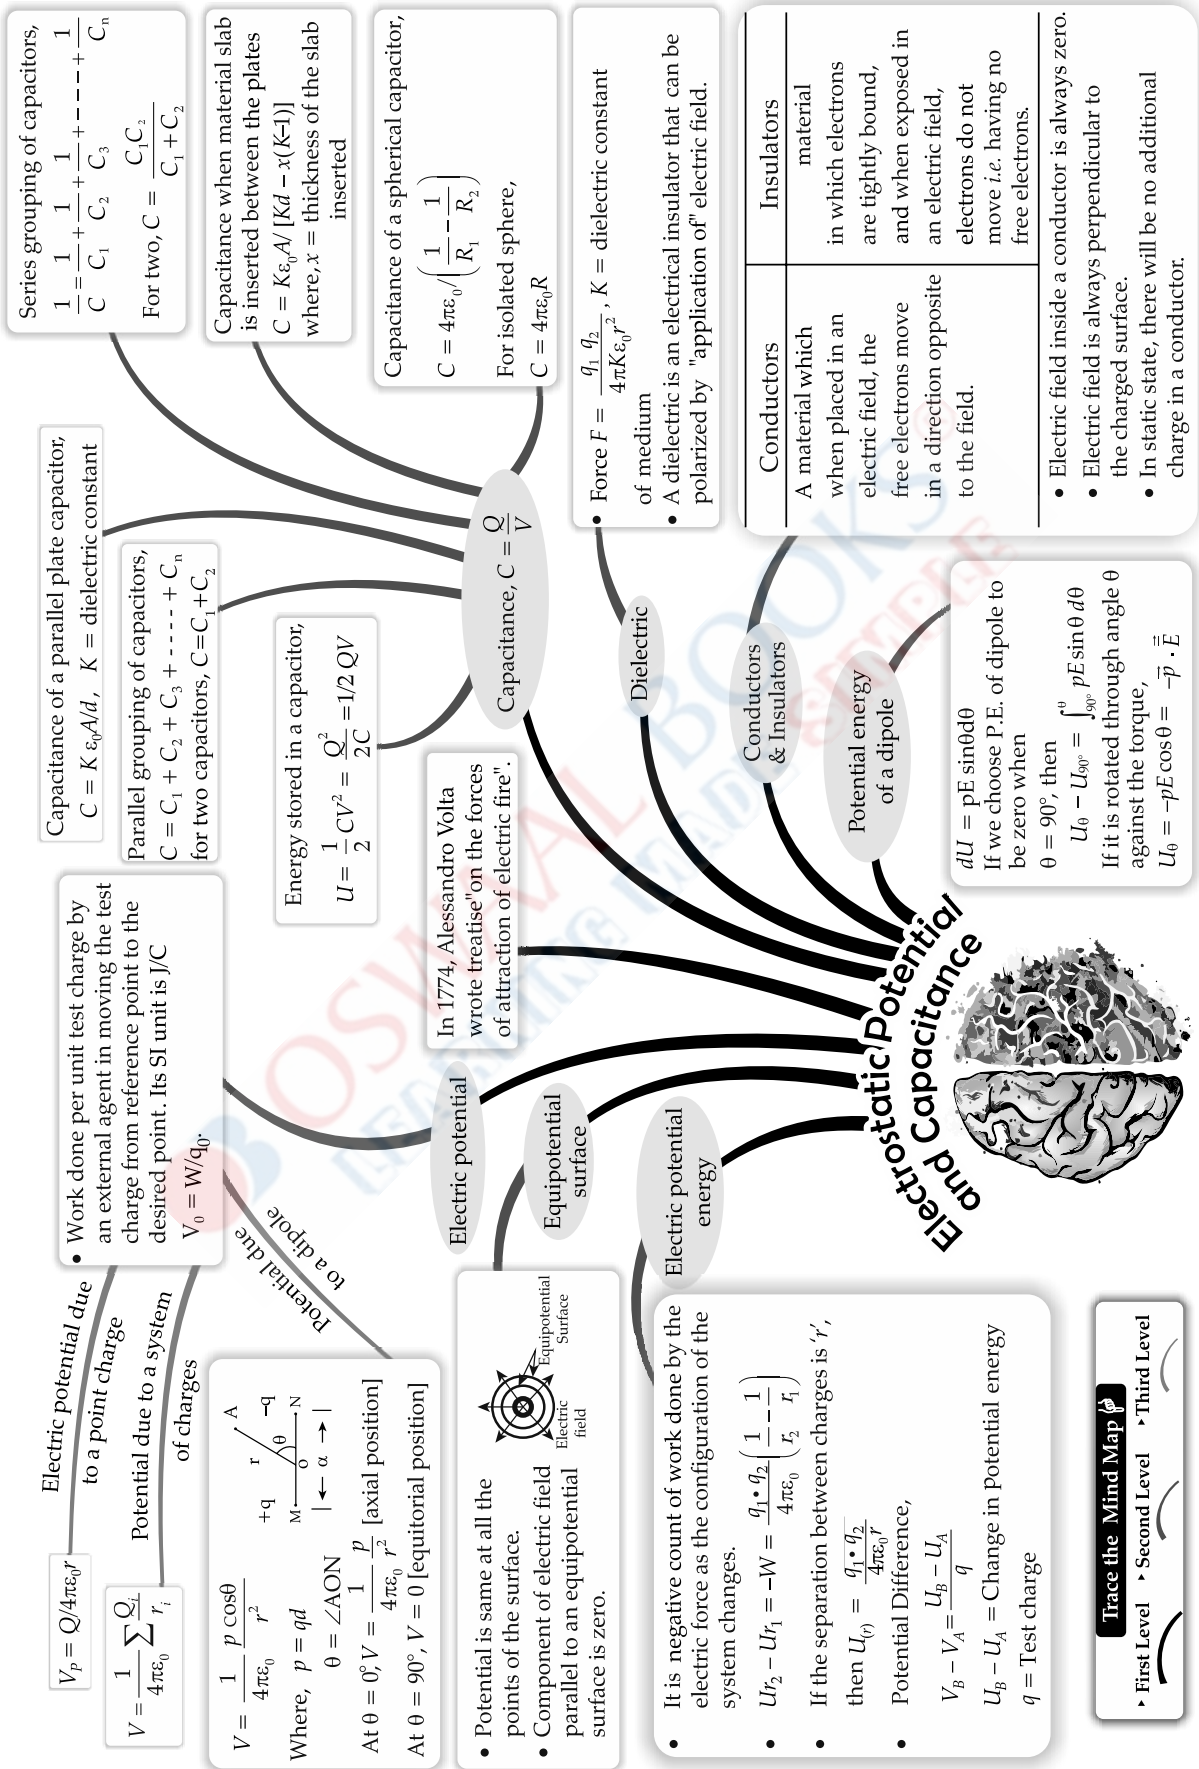 Electrostatic Potential
and Capacitance
Electric potential
• Work done per unit test charge by
an external agent in moving the test
charge from reference point to the
desired point. Its SI unit is J/C
V₀ = W/q₀.
Electric potential due
to a point charge
V_P = Q/4πε₀r
Potential due to a system
of charges
V = 1/4πε₀ ∑ Q_i/r_i
Potential due
to a dipole
V = 1/4πε₀ p cosθ/r²
+q r A
−q
M o θ N
|← α →|
Where, p = qd
θ = ∠AON
At θ = 0°, V = 1/4πε₀ p/r² [axial position]
At θ = 90°, V = 0 [equitorial position]
Equipotential
surface
• Potential is same at all the
points of the surface.
• Component of electric field
parallel to an equipotential
surface is zero.
Electric
field
Equipotential
Surface
Electric potential
energy
• It is negative count of work done by the
electric force as the configuration of the
system changes.
• Ur₂ − Ur₁ = −W = q₁•q₂/4πε₀ (1/r₂ − 1/r₁)
• If the separation between charges is ‘r’,
then U₍r₎ = q₁•q₂/4πε₀r
• Potential Difference,
V_B − V_A = U_B − U_A/q
U_B − U_A = Change in potential energy
q = Test charge
In 1774, Alessandro Volta
wrote treatise"on the forces
of attraction of electric fire".
Capacitance, C = Q/V
Energy stored in a capacitor,
U = 1/2 CV² = Q²/2C = 1/2 QV
Parallel grouping of capacitors,
C = C₁ + C₂ + C₃ + - - - - + Cₙ
for two capacitors, C=C₁+C₂
Capacitance of a parallel plate capacitor,
C = K ε₀A/d, K = dielectric constant
Series grouping of capacitors,
1/C = 1/C₁ + 1/C₂ + 1/C₃ + - - - - + 1/Cₙ
For two, C = C₁C₂/C₁ + C₂
Capacitance when material slab
is inserted between the plates
C = Kε₀A/ [Kd − x(K−1)]
where, x = thickness of the slab
inserted
Capacitance of a spherical capacitor,
C = 4πε₀/(1/R₁ − 1/R₂)
For isolated sphere,
C = 4πε₀R
Dielectric
• Force F = q₁ q₂/4πKε₀r², K = dielectric constant
of medium
• A dielectric is an electrical insulator that can be
polarized by "application of" electric field.
Conductors
& Insulators
Conductors Insulators
A material which
when placed in an
electric field, the
free electrons move
in a direction opposite
to the field.
material
in which electrons
are tightly bound,
and when exposed in
an electric field,
electrons do not
move i.e. having no
free electrons.
• Electric field inside a conductor is always zero.
• Electric field is always perpendicular to
the charged surface.
• In static state, there will be no additional
charge in a conductor.
Potential energy
of a dipole
dU = pE sinθdθ
If we choose P.E. of dipole to
be zero when
θ = 90°, then
U_θ − U_90° = ∫_90°^θ pE sin θ dθ
If it is rotated through angle θ
against the torque,
U_θ = −pE cosθ = −p⃗ . E⃗
Trace the Mind Map
▸ First Level ▸ Second Level ▸ Third Level
OSWAAL BOOKS®
LEARNING MADE SIMPLE